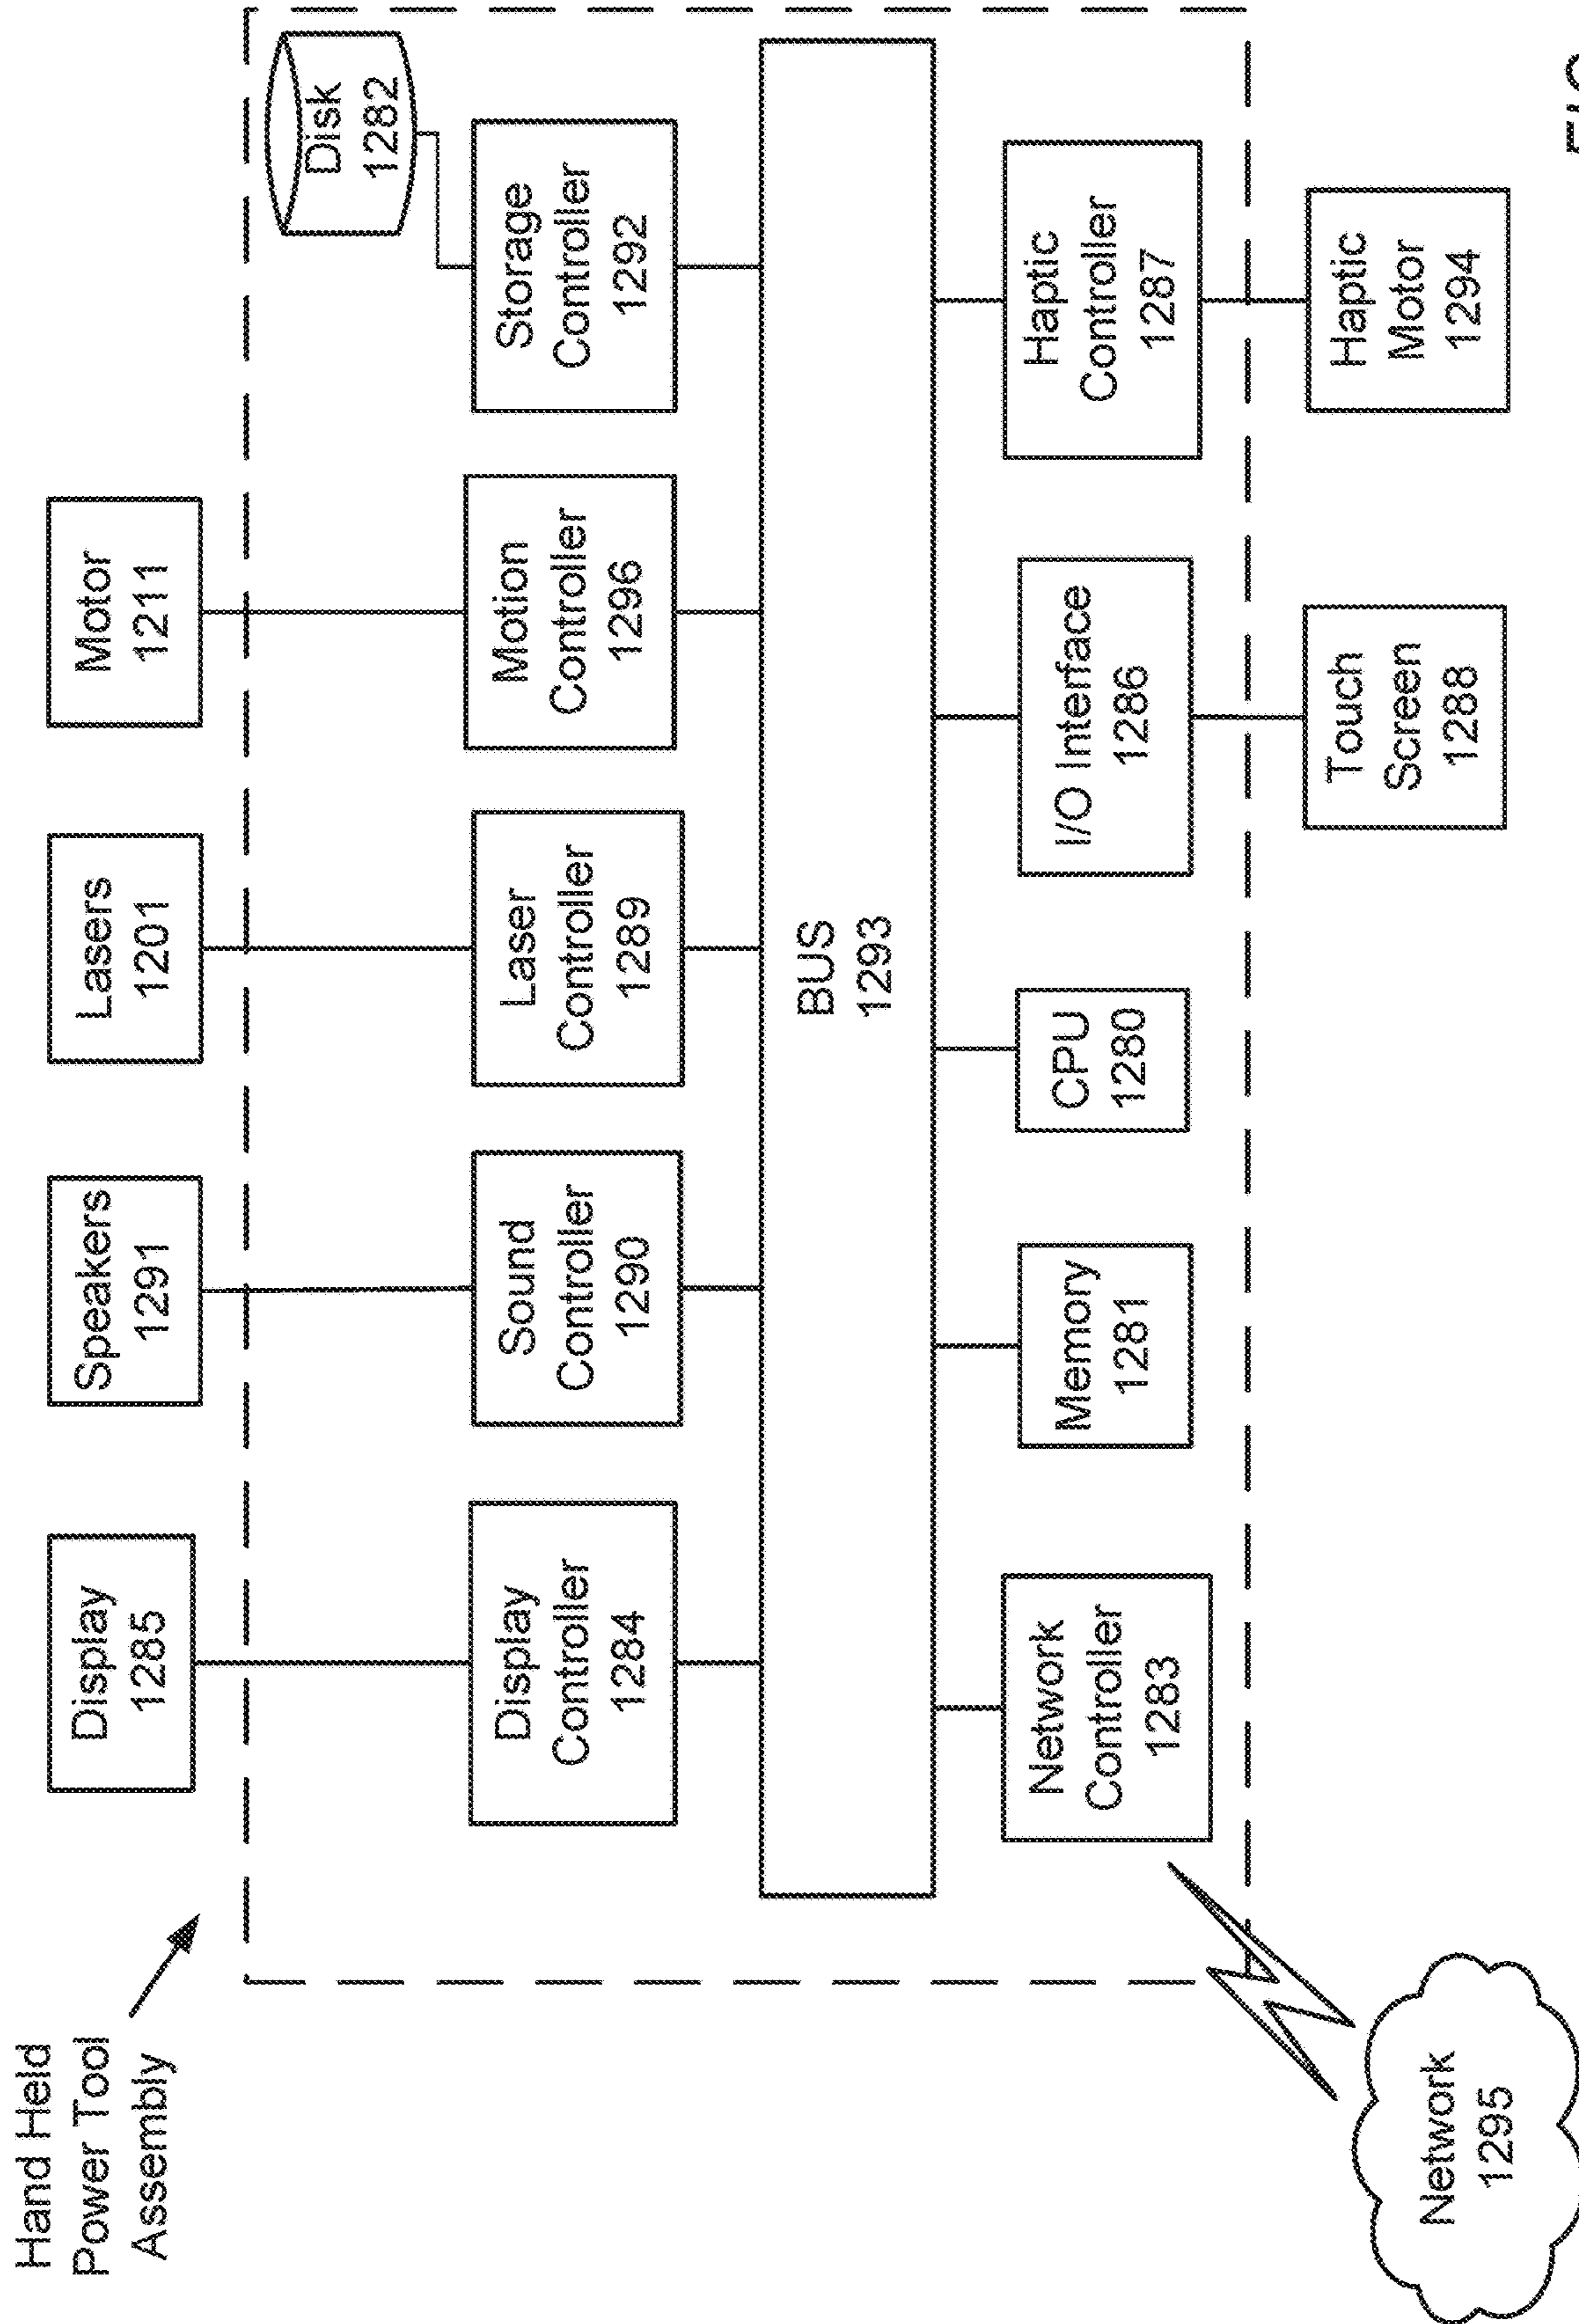 Hand Held
Power Tool
Assembly
Display
1285
Speakers
1291
Lasers
1201
Motor
1211
Disk
1282
Display
Controller
1284
Sound
Controller
1290
Laser
Controller
1289
Motion
Controller
1296
Storage
Controller
1292
BUS
1293
Network
Controller
1283
Memory
1281
CPU
1280
I/O Interface
1286
Haptic
Controller
1287
Network
1295
Touch
Screen
1288
Haptic
Motor
1294